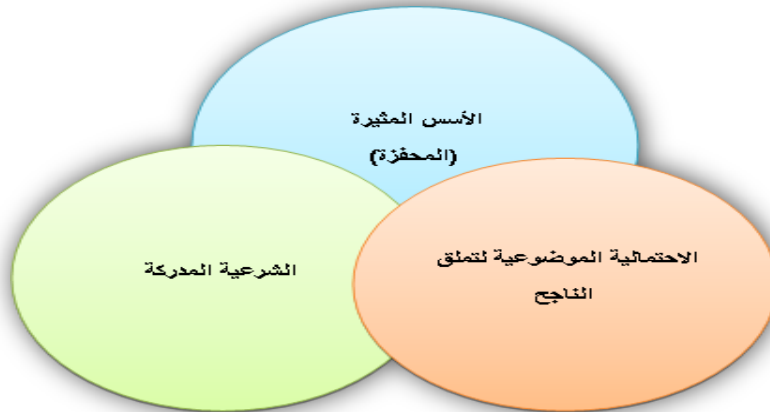 الأسس المثيرة
(المحفزة)
الشرعية المدركة
الاحتمالية الموضوعية لتملق
الناجح